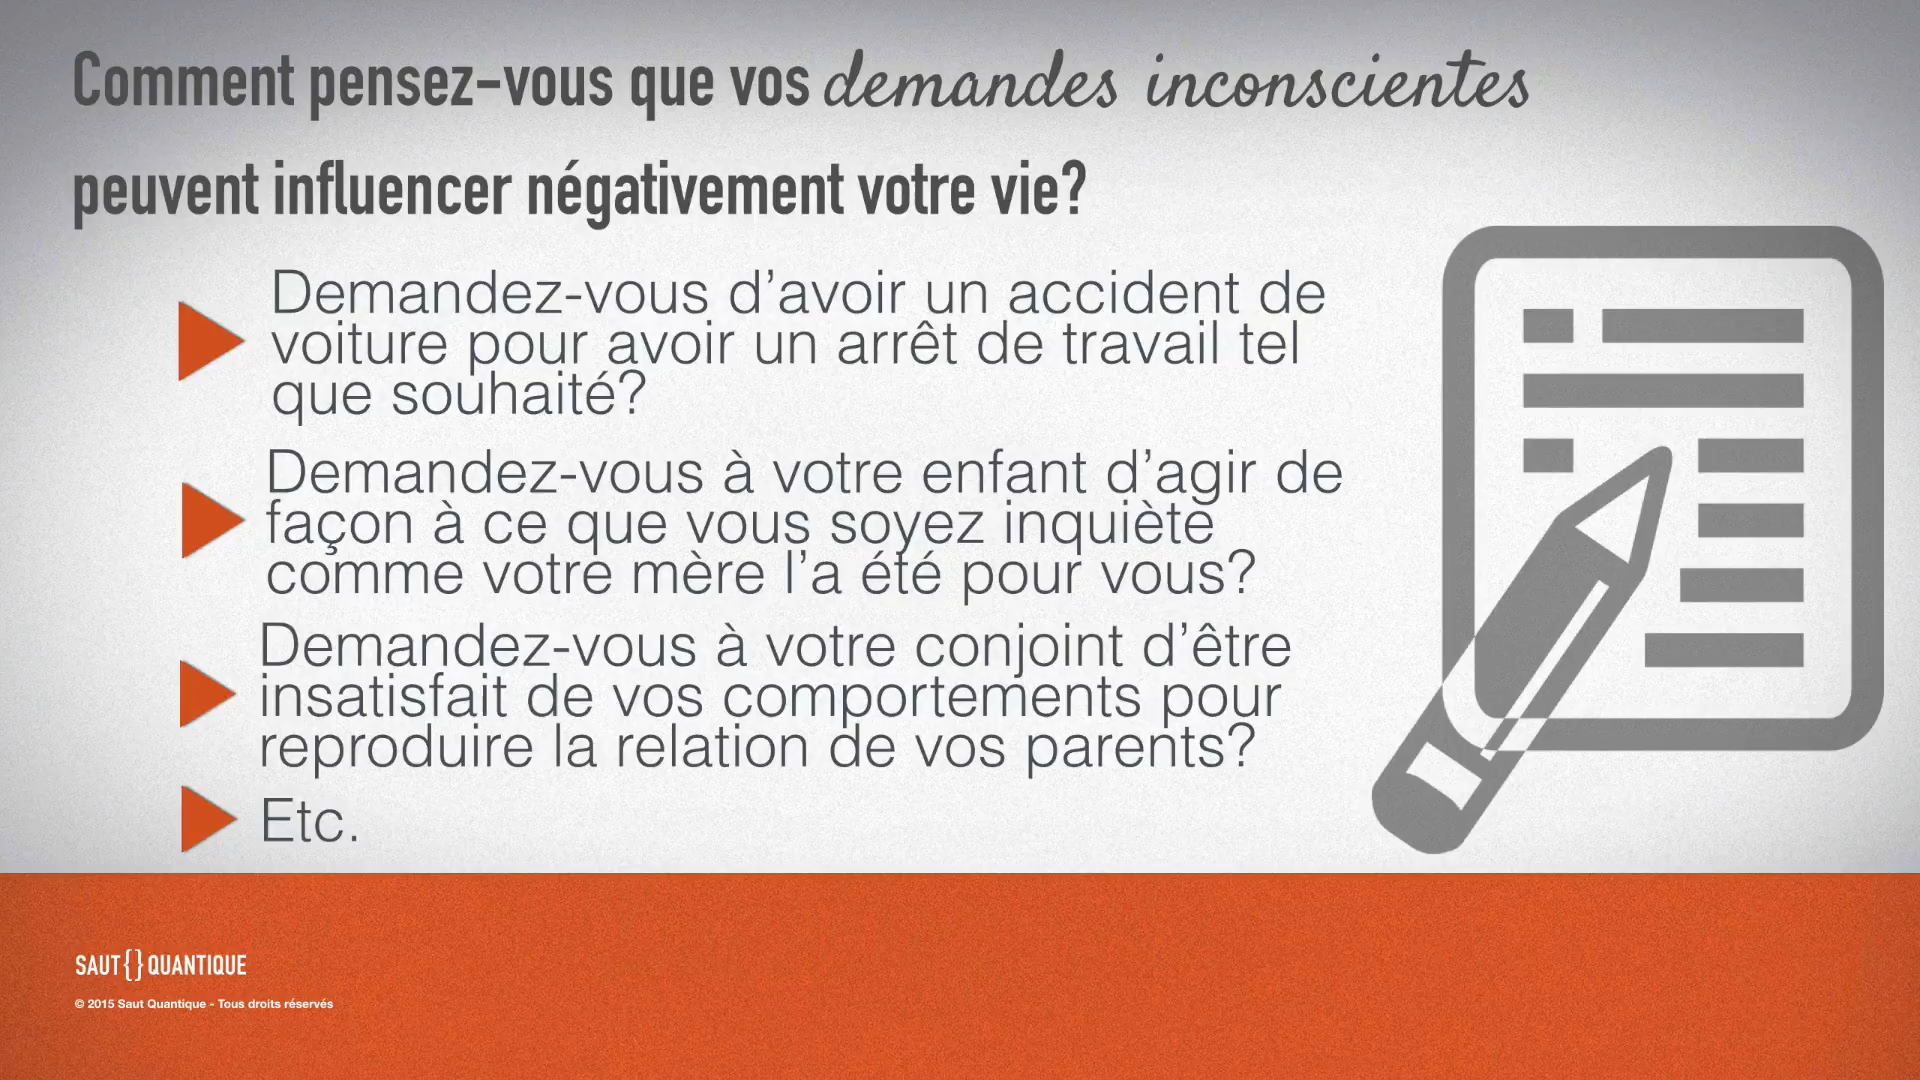 Comment pensez-vous que vos demandes inconscientes
peuvent influencer négativement votre vie?
Demandez-vous d'avoir un accident de
voiture pour avoir un arrêt de travail tel
que souhaité?
Demandez-vous à votre enfant d'agir de
façon à ce que vous soyez inquiète
comme votre mère l'a été pour vous?
Demandez-vous à votre conjoint d'être
insatisfait de vos comportements pour
reproduire la relation de vos parents?
Etc.
SAUT{}QUANTIQUE
© 2015 Saut Quantique - Tous droits réservés